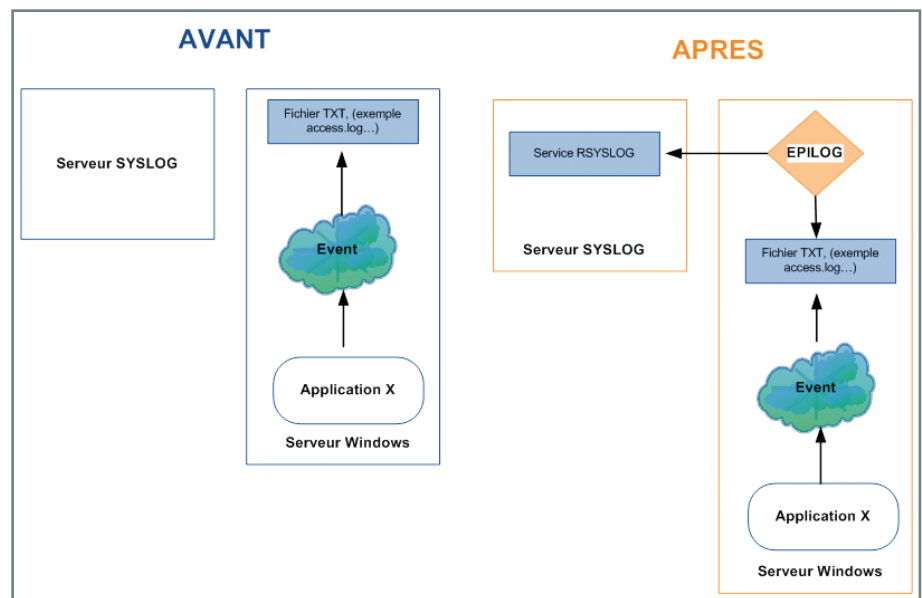 AVANT
Serveur SYSLOG
Fichier TXT, (exemple
access.log...)
Event
Application X
Serveur Windows
APRES
Service RSYSLOG
Serveur SYSLOG
EPILOG
Fichier TXT, (exemple
access.log...)
Event
Application X
Serveur Windows